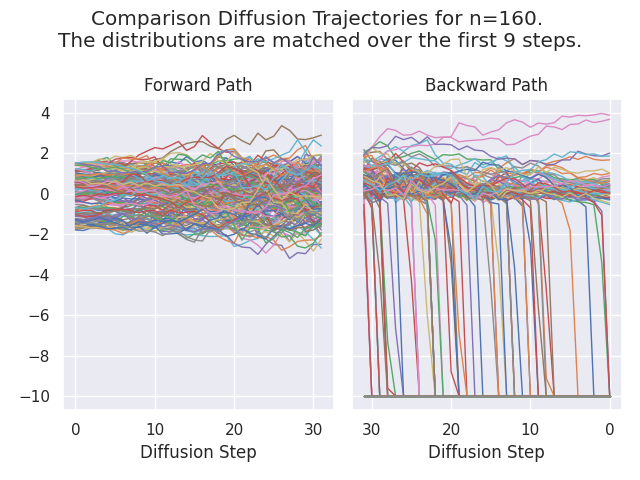 Comparison Diffusion Trajectories for n=160.
The distributions are matched over the first 9 steps.
Forward Path
Backward Path
4
2
0
−2
−4
−6
−8
−10
0
10
20
30
30
20
10
0
Diffusion Step
Diffusion Step